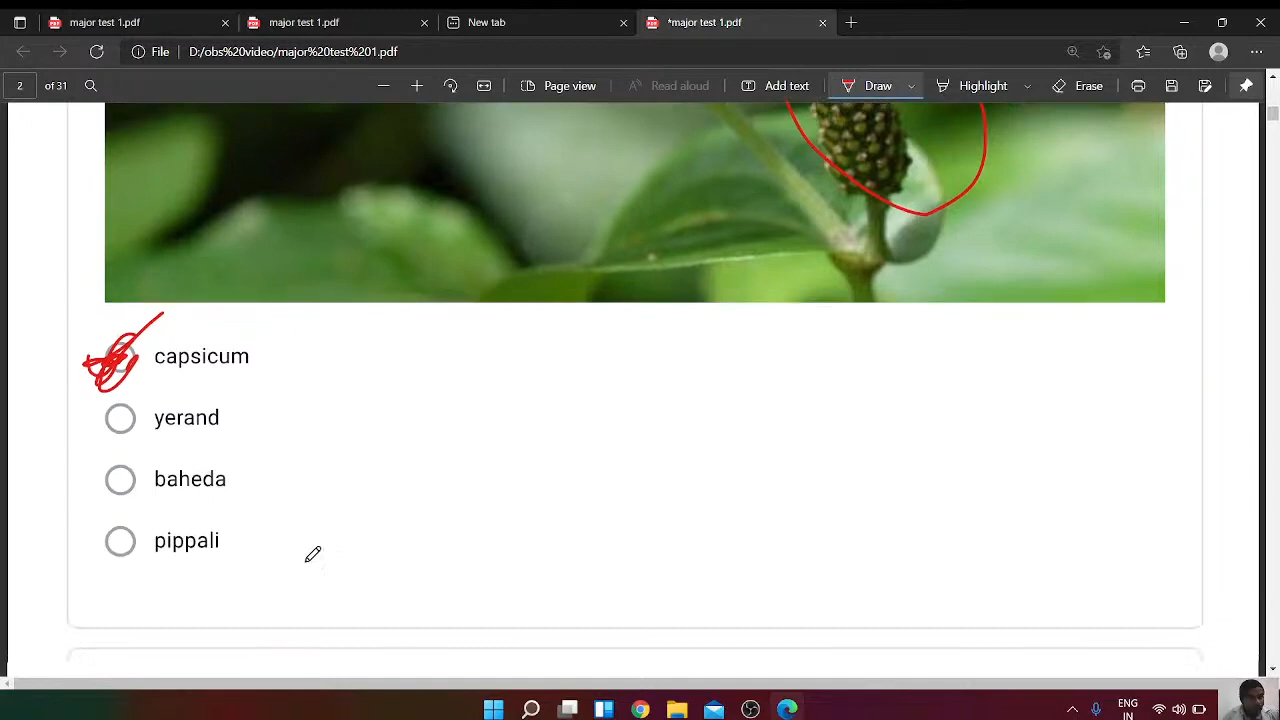 major test 1.pdf
major test 1.pdf
New tab
*major test 1.pdf
File D:/obs%20video/major%20test%201.pdf
2 of 31 Page view Read aloud Add text Draw Highlight Erase
capsicum
yerand
baheda
pippali
ENG
IN